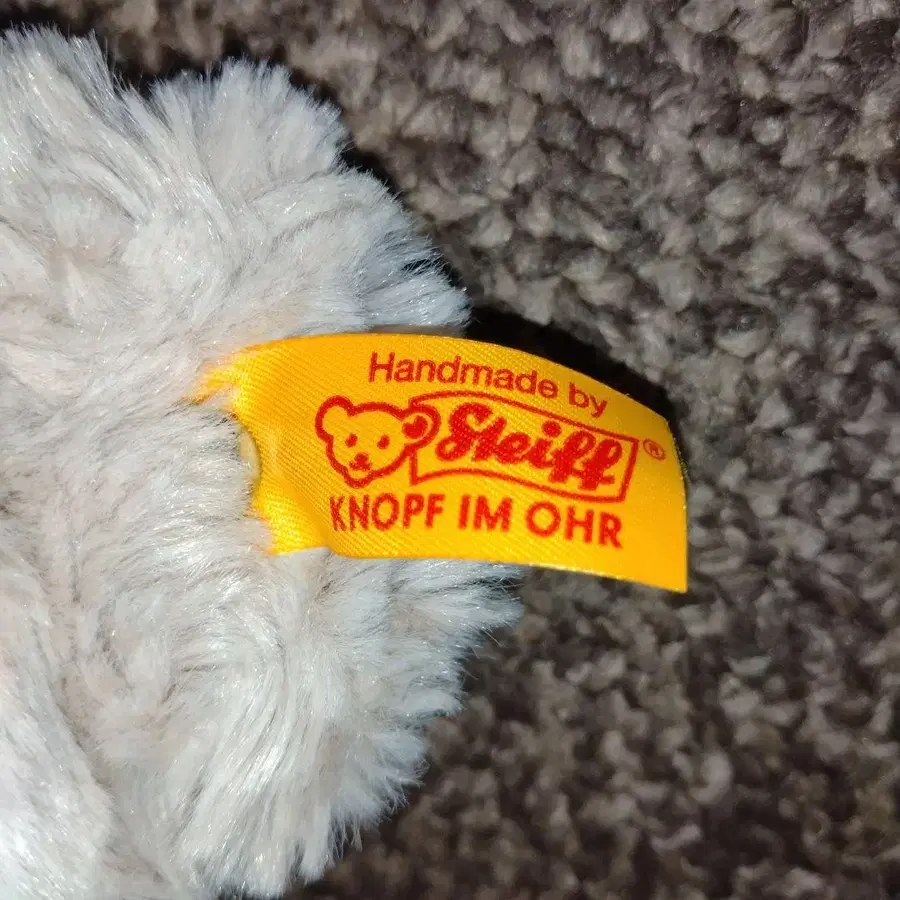 Handmade by
Steiff ®
KNOPF IM OHR